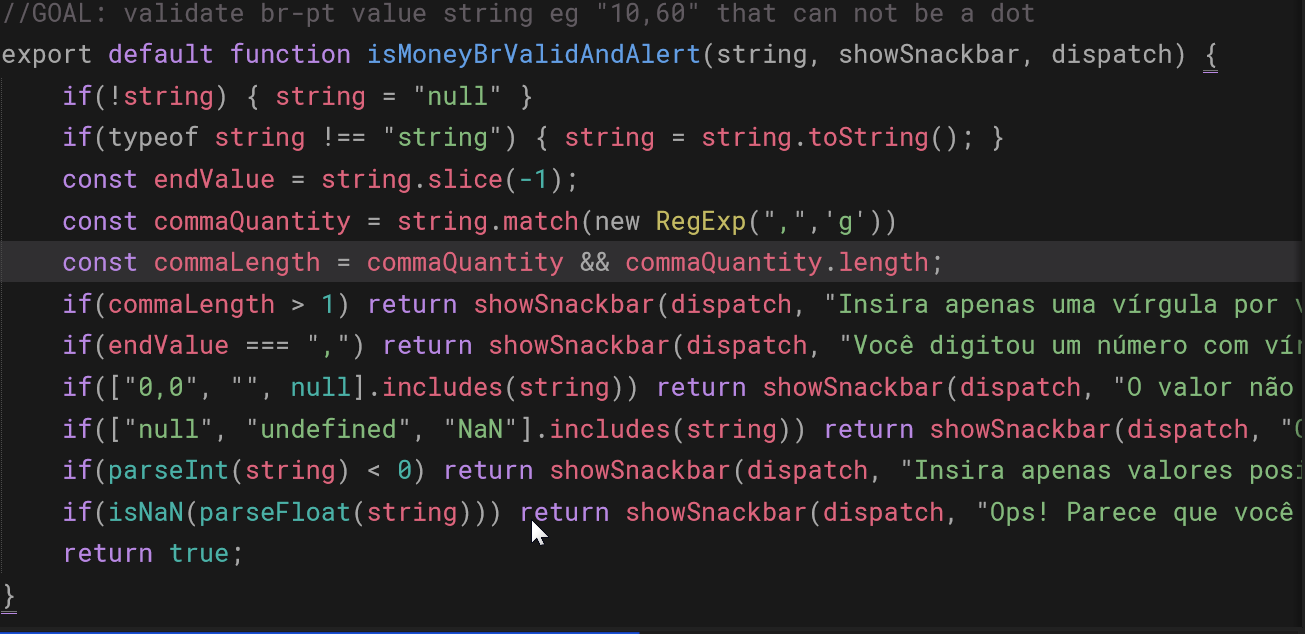 //GOAL: validate br-pt value string eg "10,60" that can not be a dot
export default function isMoneyBrValidAndAlert(string, showSnackbar, dispatch) {
if(!string) { string = "null" }
if(typeof string !== "string") { string = string.toString(); }
const endValue = string.slice(-1);
const commaQuantity = string.match(new RegExp(",",'g'))
const commaLength = commaQuantity && commaQuantity.length;
if(commaLength > 1) return showSnackbar(dispatch, "Insira apenas uma vírgula por
if(endValue === ",") return showSnackbar(dispatch, "Você digitou um número com
if(["0,0", "", null].includes(string)) return showSnackbar(dispatch, "O valor não
if(["null", "undefined", "NaN"].includes(string)) return showSnackbar(dispatch, "
if(parseInt(string) < 0) return showSnackbar(dispatch, "Insira apenas valores
if(isNaN(parseFloat(string))) return showSnackbar(dispatch, "Ops! Parece que você
return true;
}